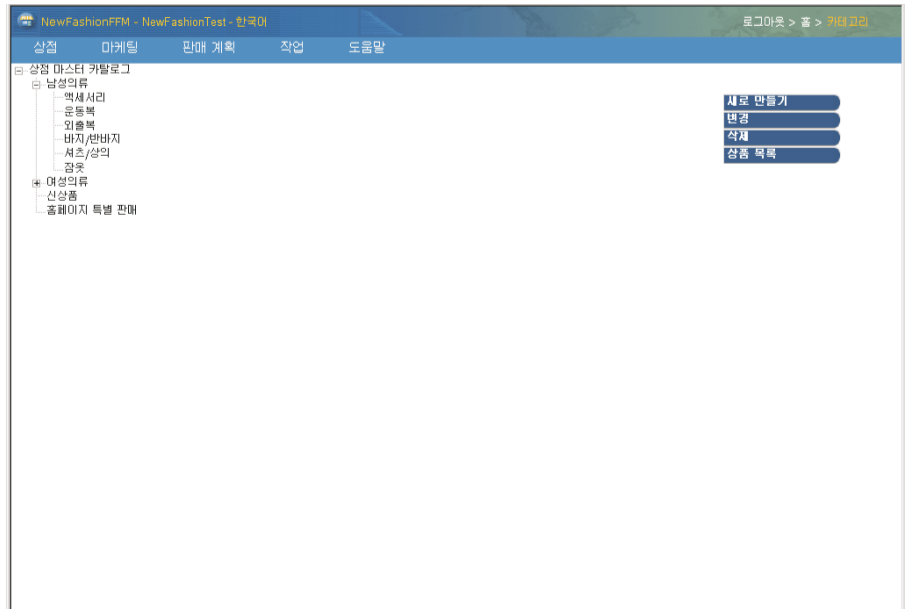 NewFashionFFM - NewFashionTest - 한국어
로그아웃 > 홈 > 카테고리
상점 마케팅 판매 계획 작업 도움말
상점 마스터 카탈로그
남성의류
액세서리
운동복
외출복
바지/반바지
셔츠/상의
잠옷
여성의류
신상품
홈페이지 특별 판매
새로 만들기
변경
삭제
상품 목록